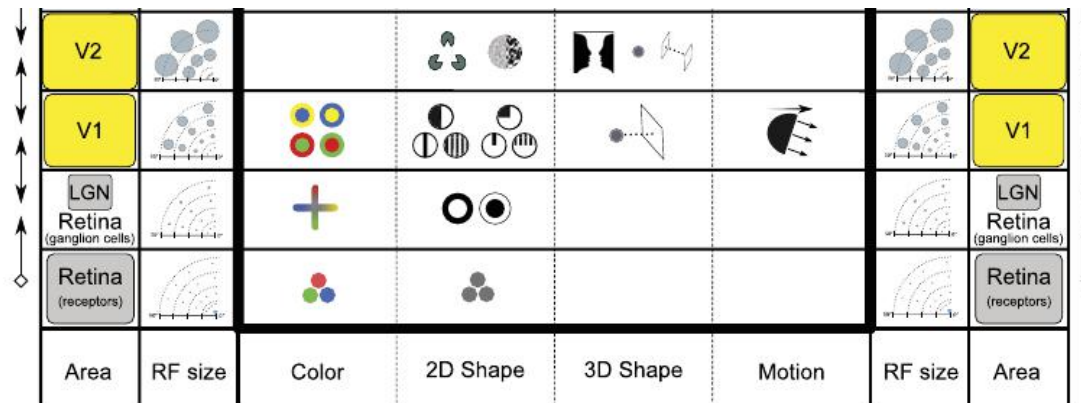 V2
V2
V1
V1
LGN
Retina
(ganglion cells)
LGN
Retina
(ganglion cells)
Retina
(receptors)
Retina
(receptors)
Area RF size Color 2D Shape 3D Shape Motion RF size Area